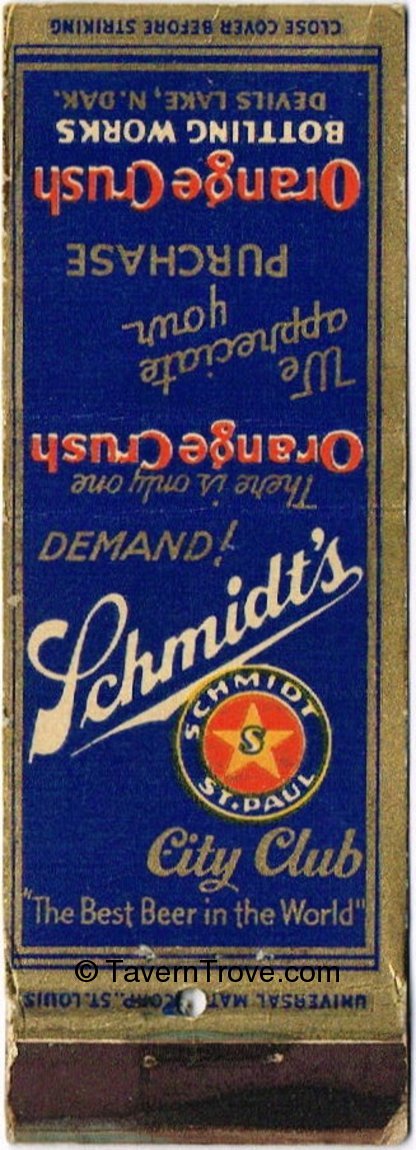 CLOSE COVER BEFORE STRIKING
DEVILS LAKE, N. DAK.
BOTTLING WORKS
Orange Crush
PURCHASE
We
appreciate
your
Orange Crush
There is only one
DEMAND!
Schmidt's
SCHMIDT
S
ST. PAUL
City Club
"The Best Beer in the World"
© TavernTrove.com
UNIVERSAL CORP., ST. LOUIS